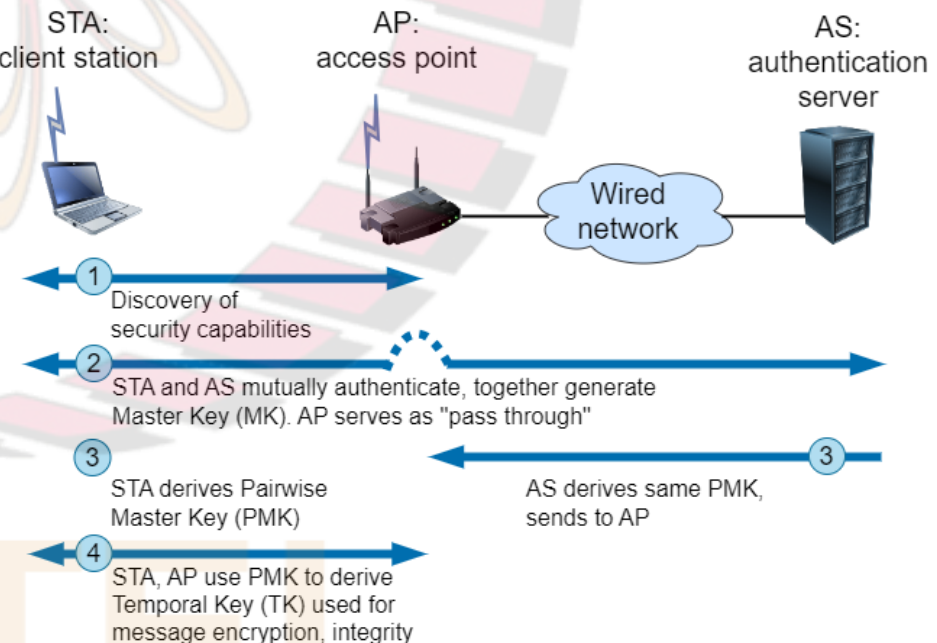 STA:
client station
AP:
access point
AS:
authentication
server
Wired
network
1
Discovery of
security capabilities
2
STA and AS mutually authenticate, together generate
Master Key (MK). AP serves as "pass through"
3
STA derives Pairwise
Master Key (PMK)
3
AS derives same PMK,
sends to AP
4
STA, AP use PMK to derive
Temporal Key (TK) used for
message encryption, integrity